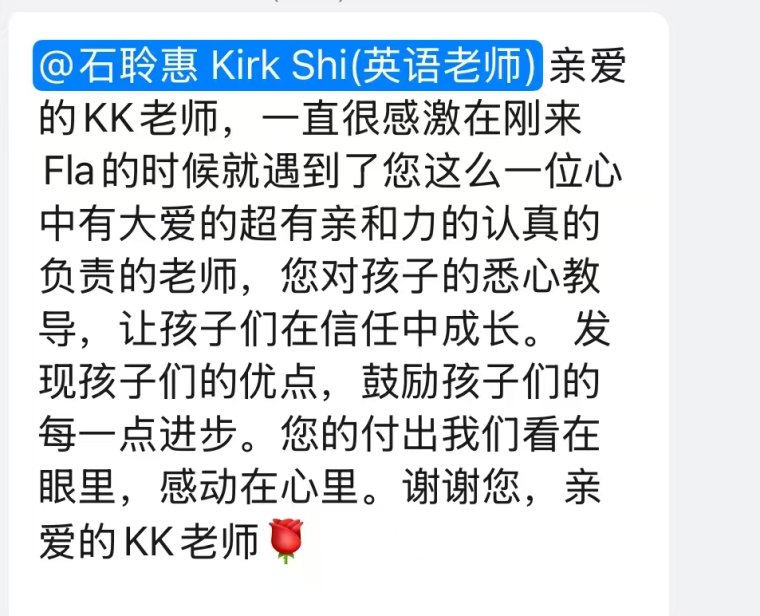 @石聆惠 Kirk Shi(英语老师) 亲爱
的KK老师，一直很感激在刚来
Fla的时候就遇到了您这么一位心
中有大爱的超有亲和力的认真的
负责的老师，您对孩子的悉心教
导，让孩子们在信任中成长。 发
现孩子们的优点，鼓励孩子们的
每一点进步。您的付出我们看在
眼里，感动在心里。谢谢您，亲
爱的KK老师🌹